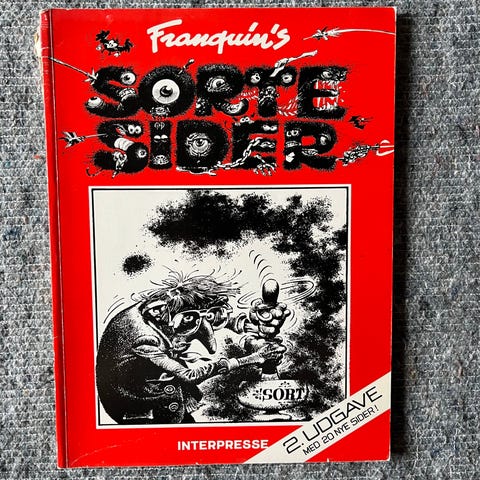 Franquin's
SORTE
SIDER
SORT
INTERPRESSE
2. UDGAVE
MED 20 NYE SIDER!